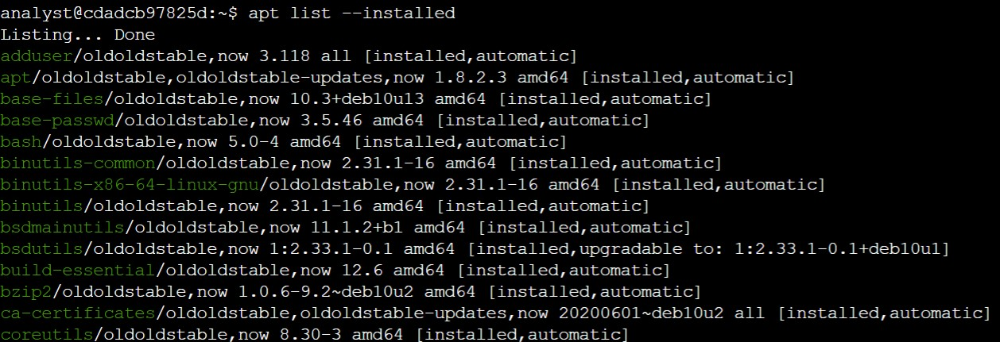 analyst@cdadcb97825d:~$ apt list --installed
Listing... Done
adduser/oldoldstable,now 3.118 all [installed,automatic]
apt/oldoldstable,oldoldstable-updates,now 1.8.2.3 amd64 [installed,automatic]
base-files/oldoldstable,now 10.3+deb10u13 amd64 [installed,automatic]
base-passwd/oldoldstable,now 3.5.46 amd64 [installed,automatic]
bash/oldoldstable,now 5.0-4 amd64 [installed,automatic]
binutils-common/oldoldstable,now 2.31.1-16 amd64 [installed,automatic]
binutils-x86-64-linux-gnu/oldoldstable,now 2.31.1-16 amd64 [installed,automatic]
binutils/oldoldstable,now 2.31.1-16 amd64 [installed,automatic]
bsdmainutils/oldoldstable,now 11.1.2+b1 amd64 [installed,automatic]
bsdutils/oldoldstable,now 1:2.33.1-0.1 amd64 [installed,upgradable to: 1:2.33.1-0.1+deb10u1]
build-essential/oldoldstable,now 12.6 amd64 [installed,automatic]
bzip2/oldoldstable,now 1.0.6-9.2~deb10u2 amd64 [installed,automatic]
ca-certificates/oldoldstable,oldoldstable-updates,now 20200601~deb10u2 all [installed,automatic]
coreutils/oldoldstable,now 8.30-3 amd64 [installed,automatic]